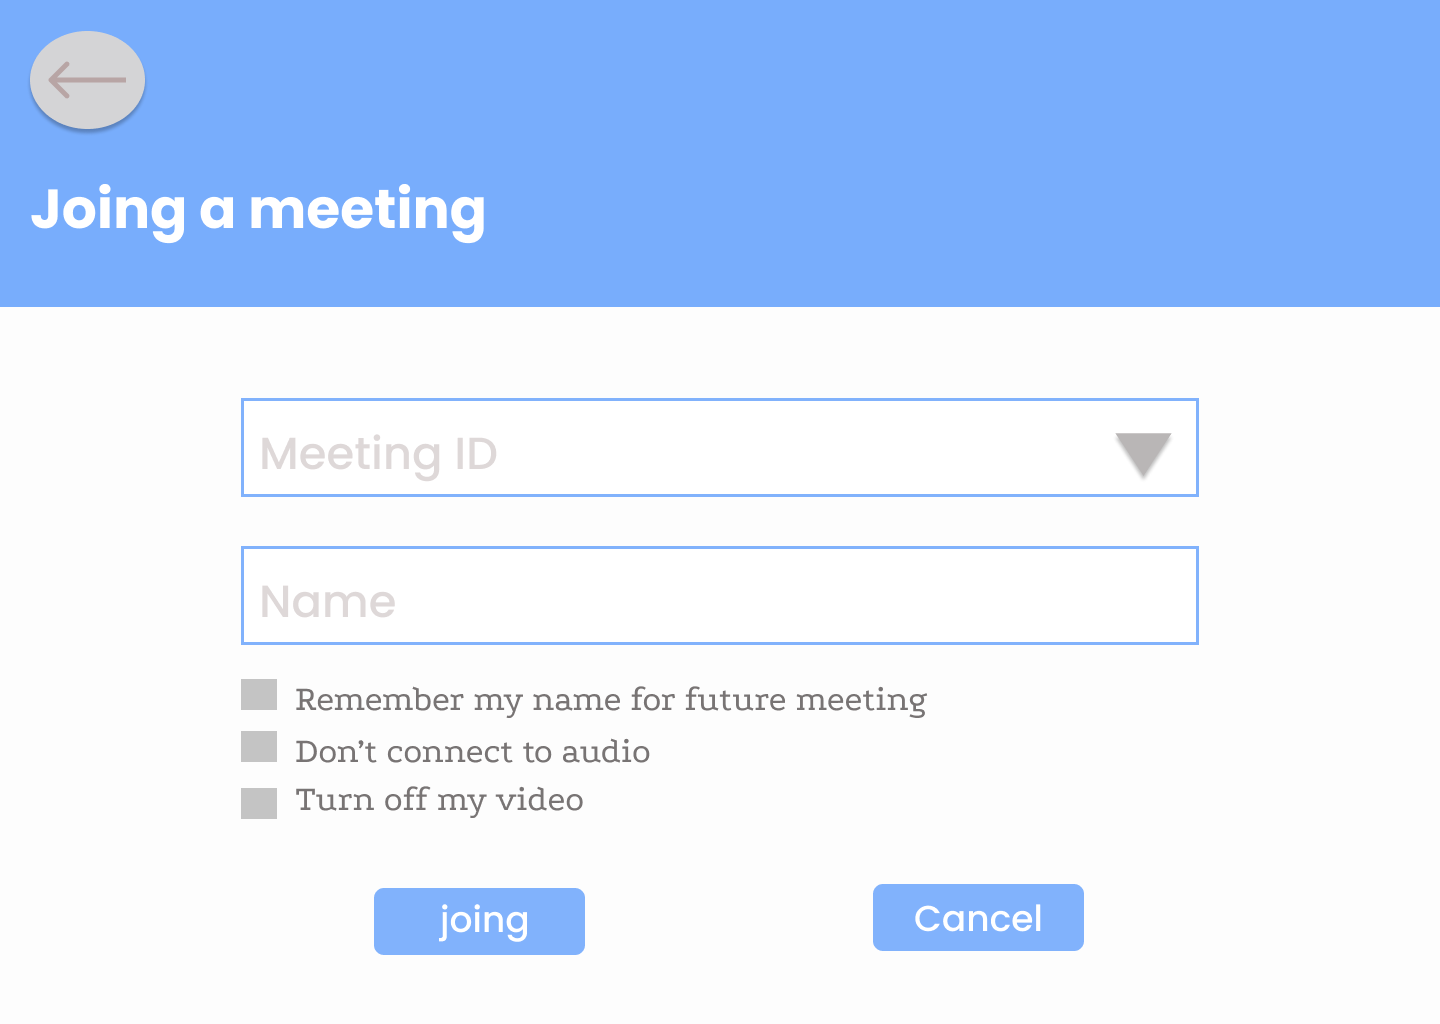 Joing a meeting
Meeting ID
Name
Remember my name for future meeting
Don’t connect to audio
Turn off my video
joing
Cancel